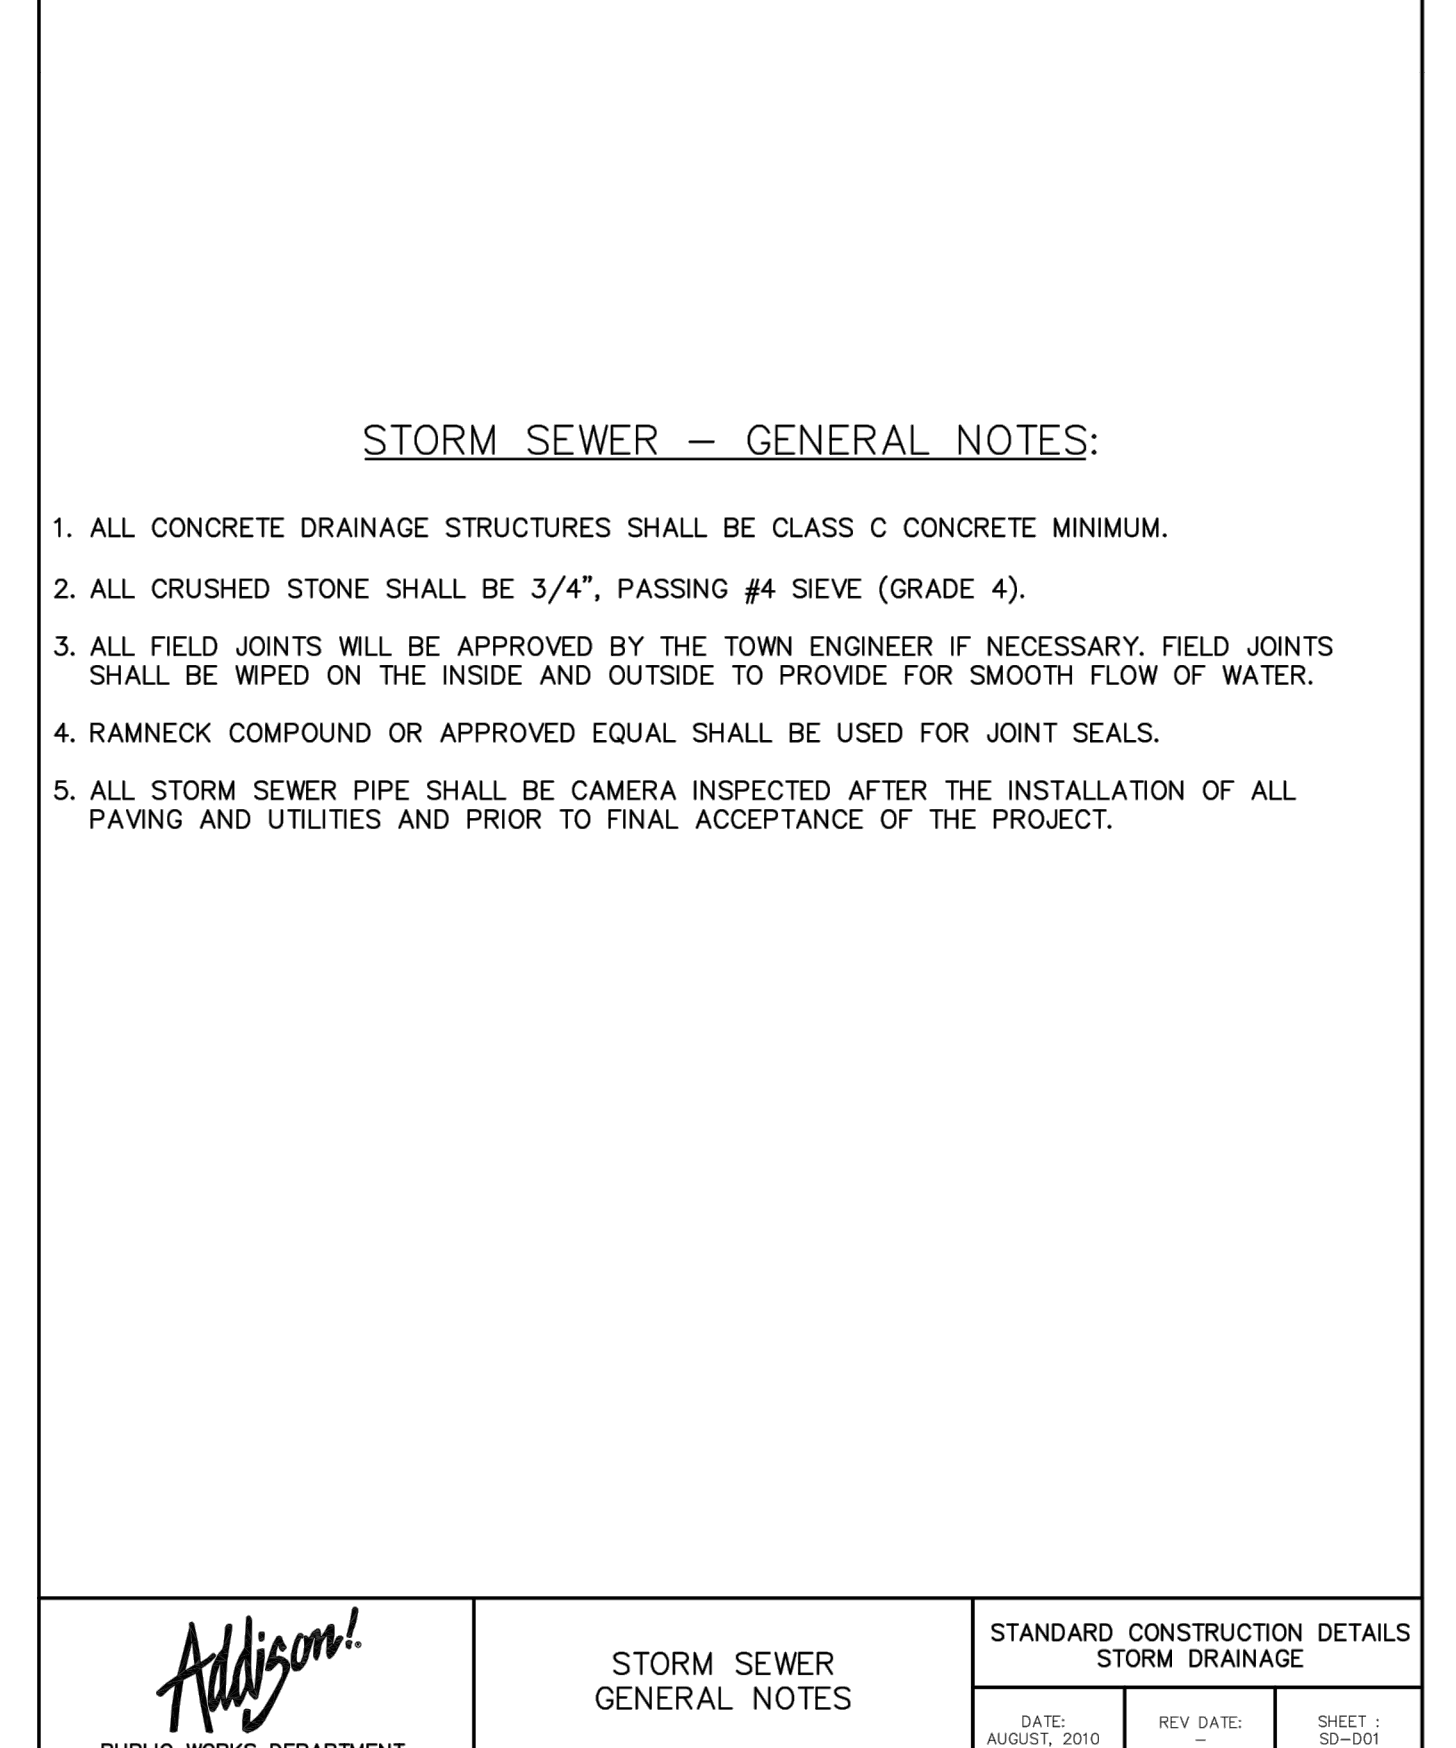 STORM SEWER – GENERAL NOTES:
1. ALL CONCRETE DRAINAGE STRUCTURES SHALL BE CLASS C CONCRETE MINIMUM.
2. ALL CRUSHED STONE SHALL BE 3/4", PASSING #4 SIEVE (GRADE 4).
3. ALL FIELD JOINTS WILL BE APPROVED BY THE TOWN ENGINEER IF NECESSARY. FIELD JOINTS
SHALL BE WIPED ON THE INSIDE AND OUTSIDE TO PROVIDE FOR SMOOTH FLOW OF WATER.
4. RAMNECK COMPOUND OR APPROVED EQUAL SHALL BE USED FOR JOINT SEALS.
5. ALL STORM SEWER PIPE SHALL BE CAMERA INSPECTED AFTER THE INSTALLATION OF ALL
PAVING AND UTILITIES AND PRIOR TO FINAL ACCEPTANCE OF THE PROJECT.
Addison!®
PUBLIC WORKS DEPARTMENT
STORM SEWER
GENERAL NOTES
STANDARD CONSTRUCTION DETAILS
STORM DRAINAGE
DATE:
AUGUST, 2010
REV DATE:
–
SHEET :
SD–D01